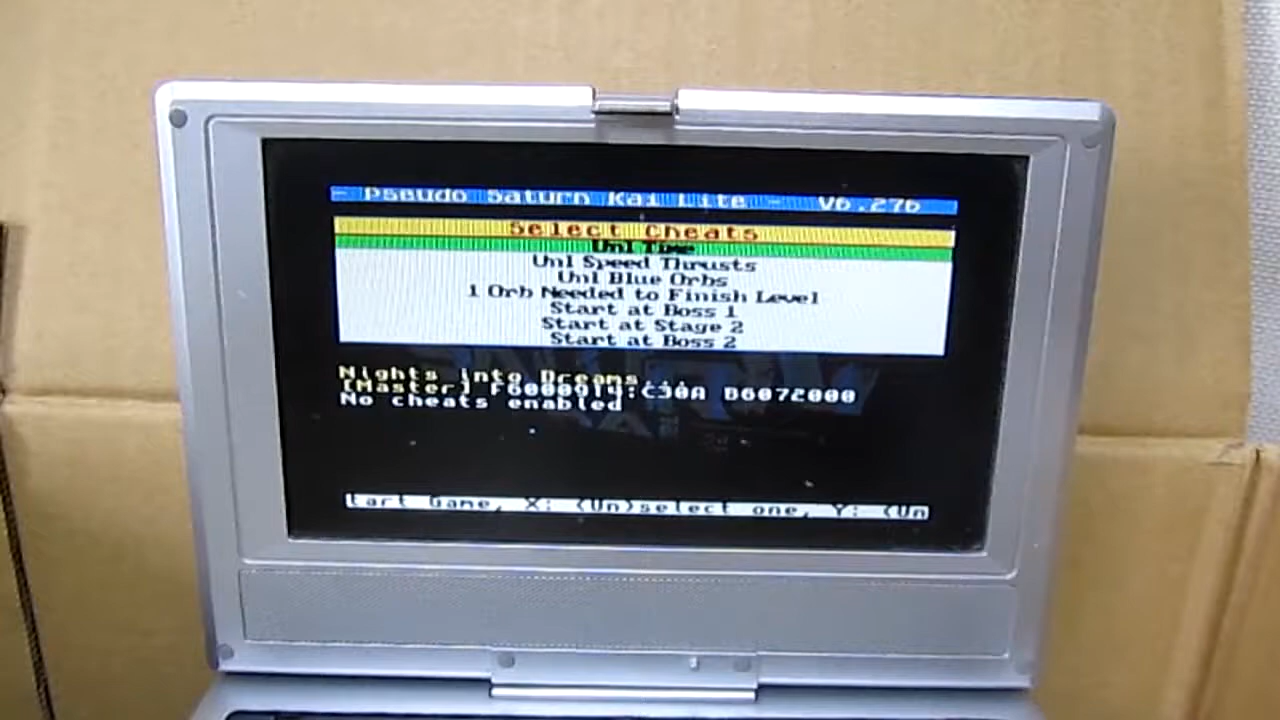 - Pseudo Saturn Kai Lite - V6.276
Select Cheats
Unl Time
Unl Speed Thrusts
Unl Blue Orbs
1 Orb Needed to Finish Level
Start at Boss 1
Start at Stage 2
Start at Boss 2
Nights into Dreams...
[Master] F6000914:C30A B6072000
No cheats enabled
tart Game, X: (Un)select one, Y: (Un